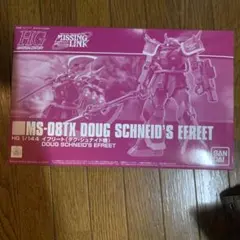 HG
MISSING LINK
MS-08TX DOUG SCHNEID'S EFREET
HG 1/144 イフリート(ダグ・シュナイド機)
DOUG SCHNEID'S EFREET
BANDAI